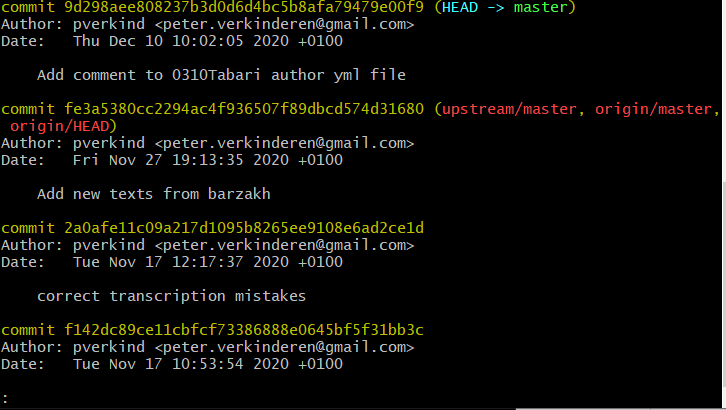 commit 9d298aee808237b3d0d6d4bc5b8afa79479e00f9 (HEAD -> master)
Author: pverkind <peter.verkinderen@gmail.com>
Date:   Thu Dec 10 10:02:05 2020 +0100
    Add comment to 0310Tabari author yml file
commit fe3a5380cc2294ac4f936507f89dbcd574d31680 (upstream/master, origin/master,
 origin/HEAD)
Author: pverkind <peter.verkinderen@gmail.com>
Date:   Fri Nov 27 19:13:35 2020 +0100
    Add new texts from barzakh
commit 2a0afe11c09a217d1095b8265ee9108e6ad2ce1d
Author: pverkind <peter.verkinderen@gmail.com>
Date:   Tue Nov 17 12:17:37 2020 +0100
    correct transcription mistakes
commit f142dc89ce11cbfcf73386888e0645bf5f31bb3c
Author: pverkind <peter.verkinderen@gmail.com>
Date:   Tue Nov 17 10:53:54 2020 +0100
: